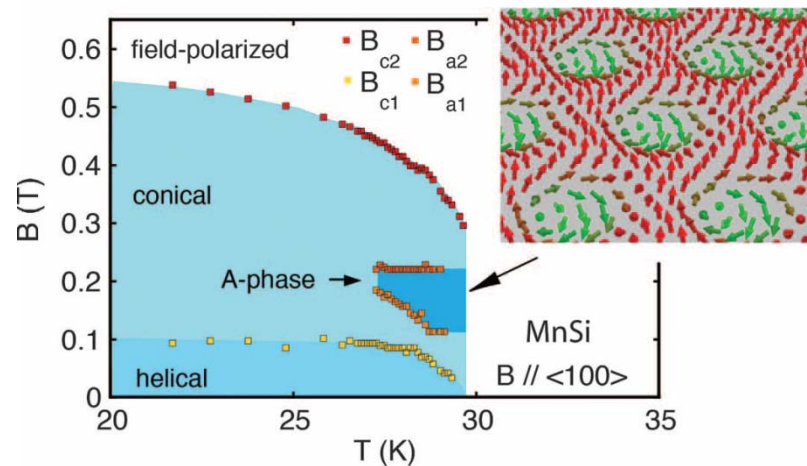 0.6
field-polarized
B c2
B a2
B c1
B a1
0.5
0.4
conical
B (T)
0.3
0.2
A-phase
0.1
helical
MnSi
B // <100>
0
20
25
30
35
T (K)